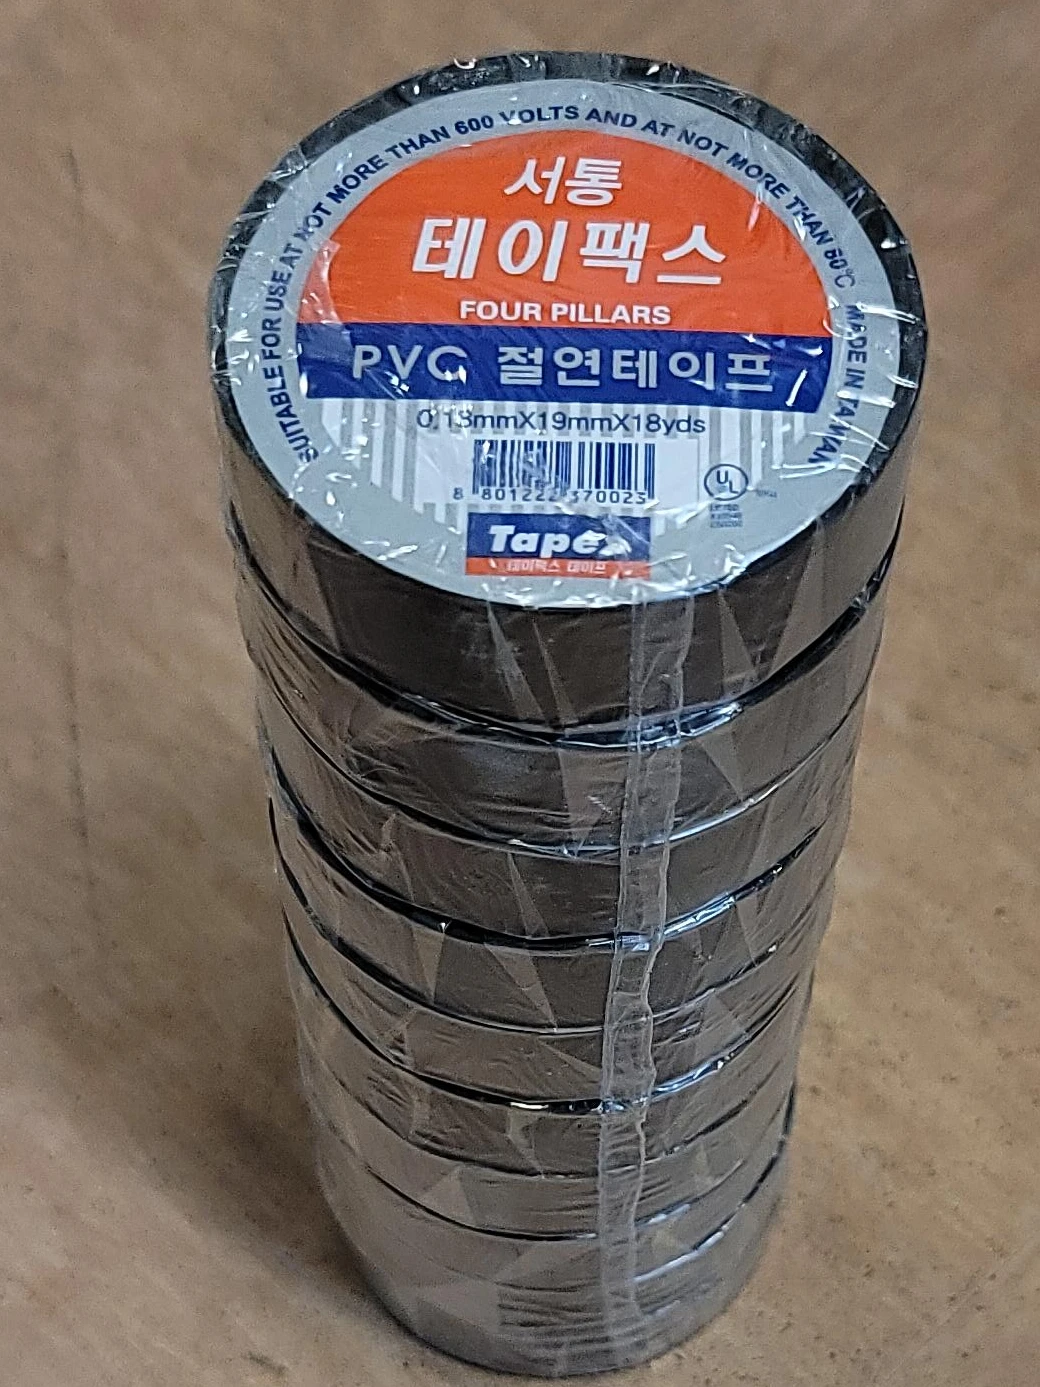 SUITABLE FOR USE AT NOT MORE THAN 600 VOLTS AND AT NOT MORE THAN 80℃ MADE IN TAIWAN
서통
테이팩스
FOUR PILLARS
PVC 절연테이프
0.18mmX19mmX18yds
8 801222 370023
UL
LISTED
Tapex
테이팩스 테이프